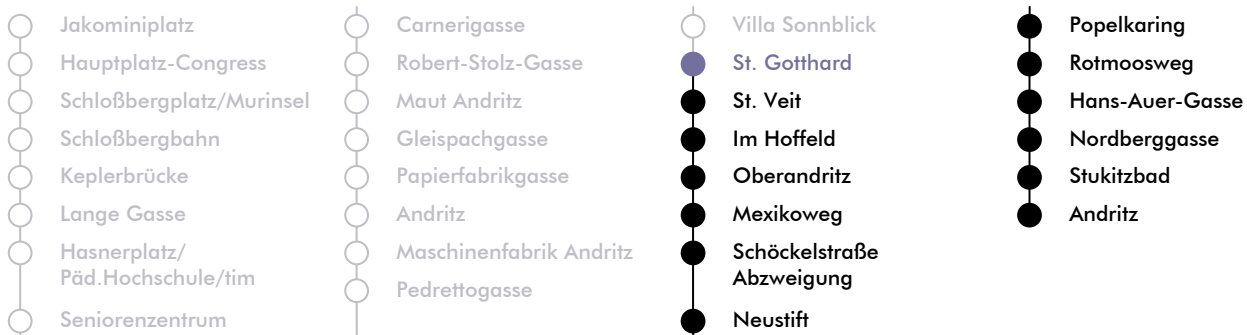 Jakominiplatz
Hauptplatz-Congress
Schloßbergplatz/Murinsel
Schloßbergbahn
Keplerbrücke
Lange Gasse
Hasnerplatz/
Päd.Hochschule/tim
Seniorenzentrum
Carnerigasse
Robert-Stolz-Gasse
Maut Andritz
Gleispachgasse
Papierfabrikgasse
Andritz
Maschinenfabrik Andritz
Pedrettogasse
Villa Sonnblick
St. Gotthard
St. Veit
Im Hoffeld
Oberandritz
Mexikoweg
Schöckelstraße
Abzweigung
Neustift
Popelkaring
Rotmoosweg
Hans-Auer-Gasse
Nordberggasse
Stukitzbad
Andritz